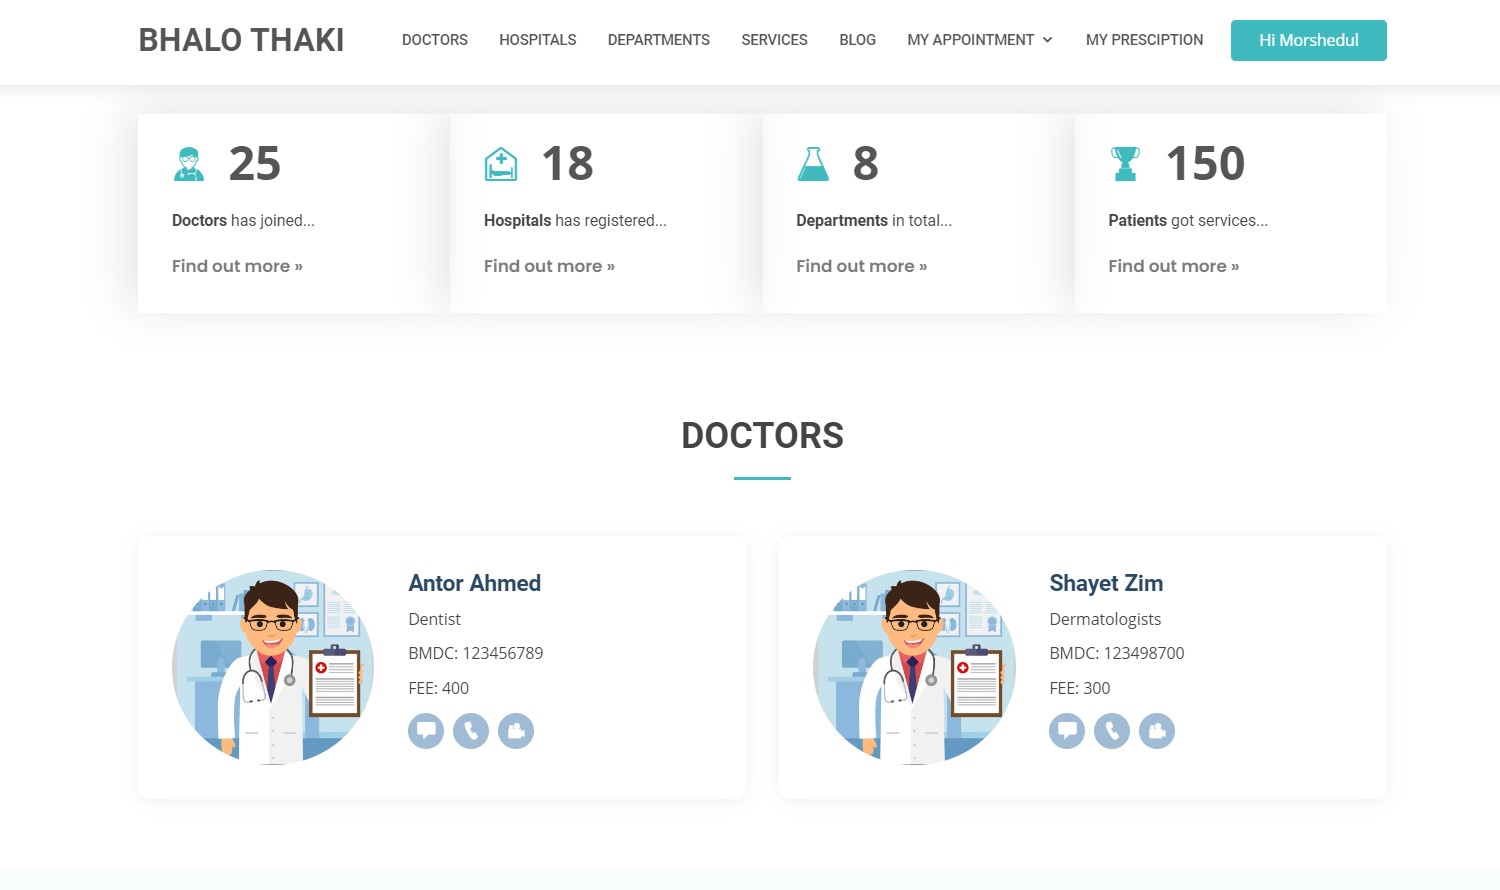 BHALO THAKI
DOCTORS HOSPITALS DEPARTMENTS SERVICES BLOG MY APPOINTMENT MY PRESCIPTION Hi Morshedul
25
Doctors has joined...
Find out more »
18
Hospitals has registered...
Find out more »
8
Departments in total...
Find out more »
150
Patients got services...
Find out more »
DOCTORS
Antor Ahmed
Dentist
BMDC: 123456789
FEE: 400
Shayet Zim
Dermatologists
BMDC: 123498700
FEE: 300